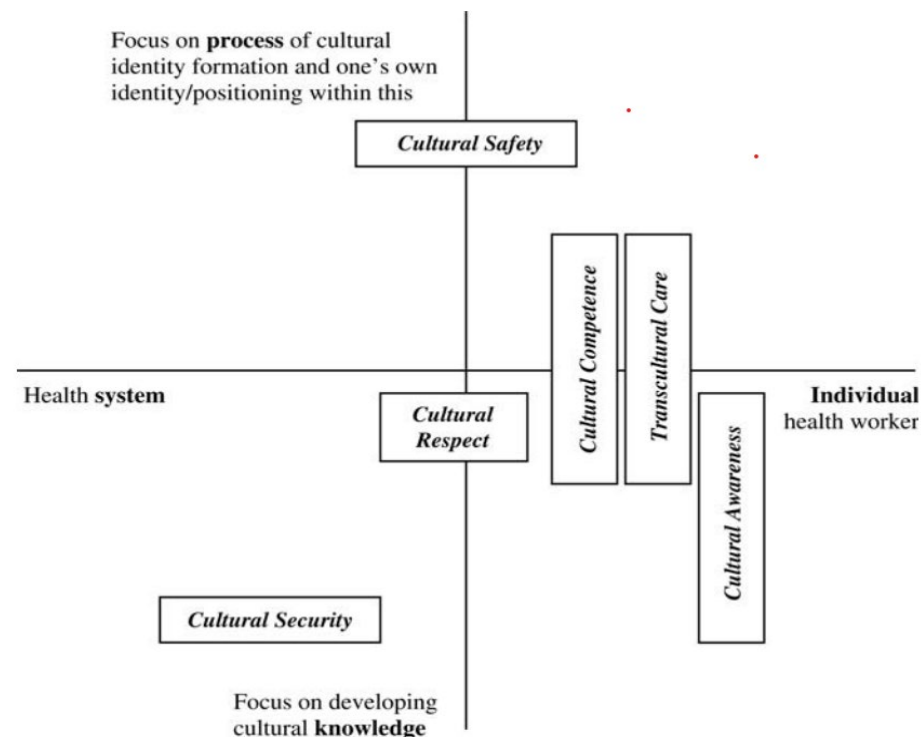 Focus on process of cultural
identity formation and one's own
identity/positioning within this
Cultural Safety
Cultural Competence
Transcultural Care
Health system
Individual
health worker
Cultural
Respect
Cultural Awareness
Cultural Security
Focus on developing
cultural knowledge